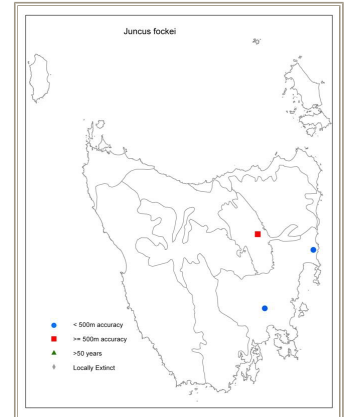 Juncus fockei
< 500m accuracy
>= 500m accuracy
>50 years
Locally Extinct